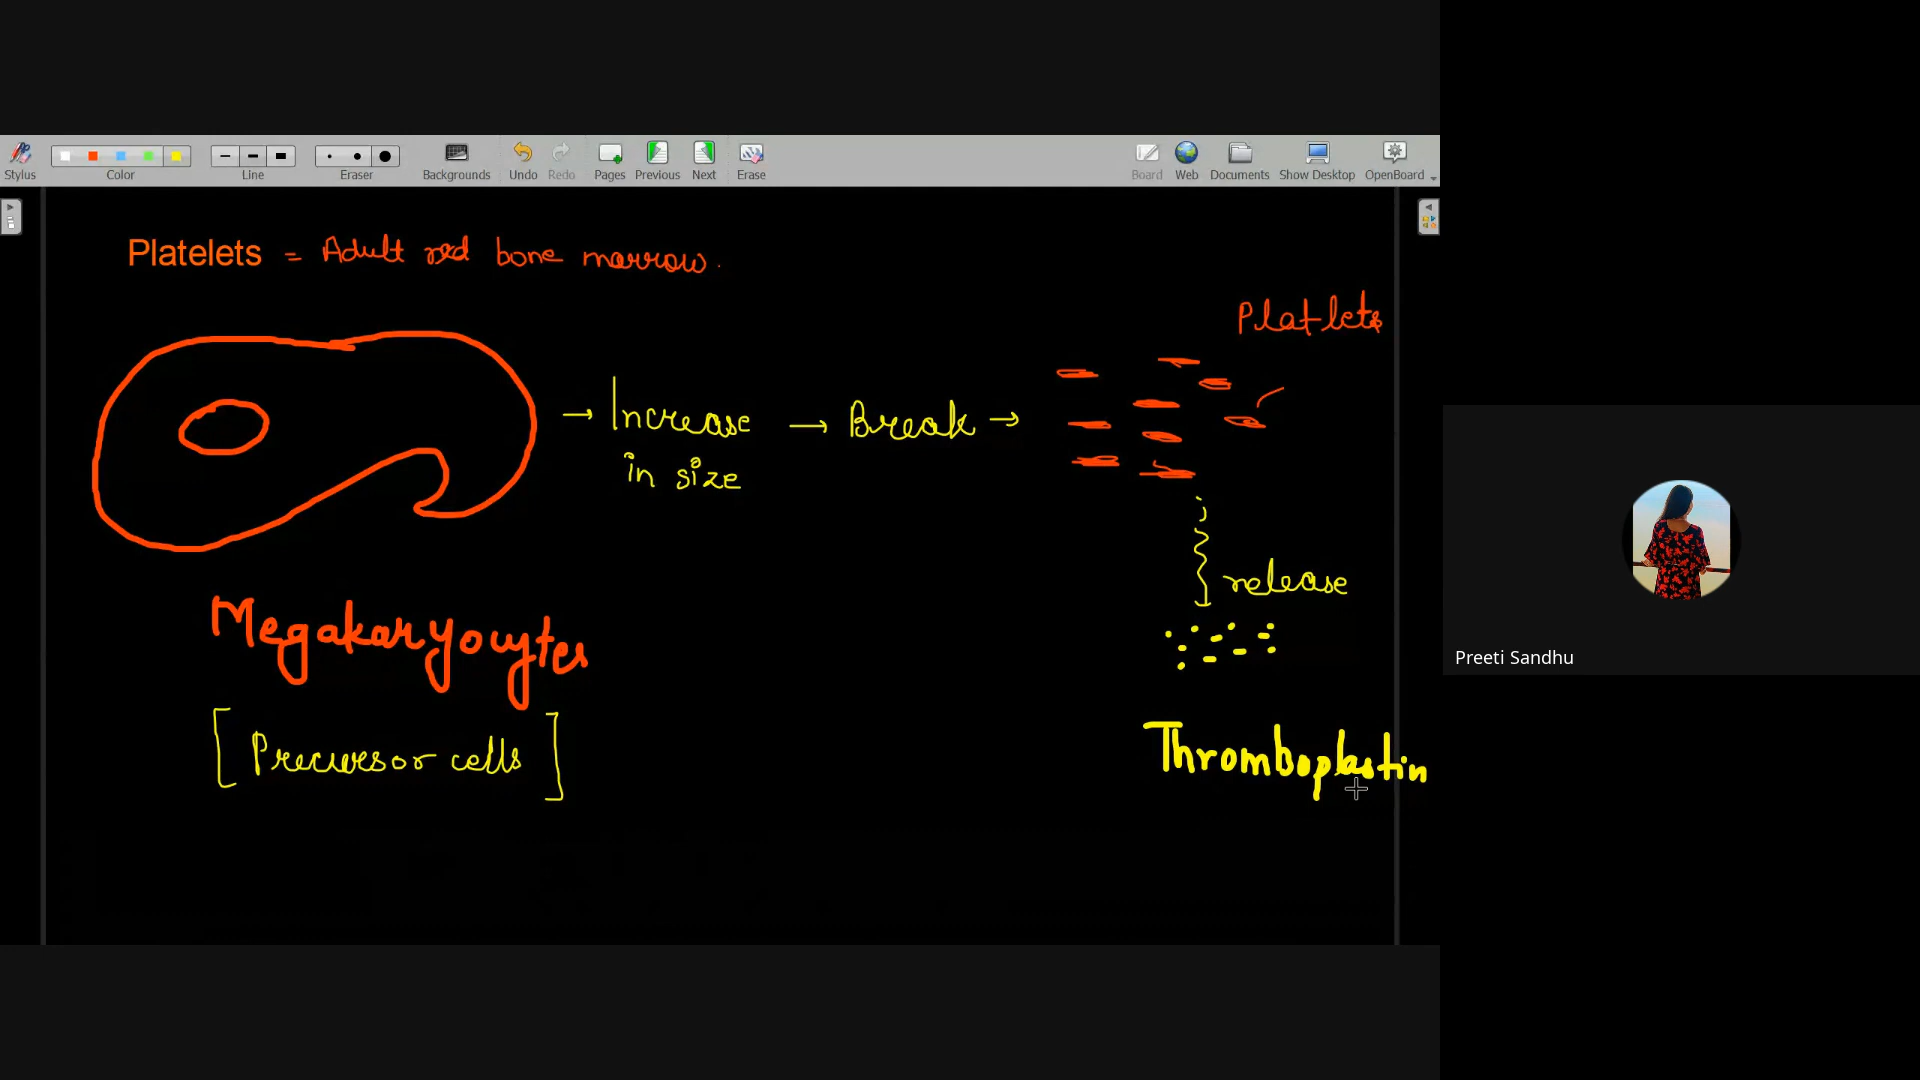 Stylus
Color
Line
Eraser
Backgrounds
Undo
Redo
Pages
Previous
Next
Erase
Board
Web
Documents
Show Desktop
OpenBoard
Platelets = Adult red bone marrow.
Platlets
→ Increase → Break →
in size
release
Megakaryocytes
[Precursor cells]
Thromboplastin
Preeti Sandhu